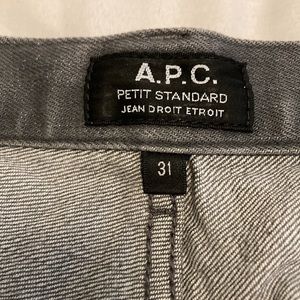 A.P.C.
PETIT STANDARD
JEAN DROIT ETROIT
31